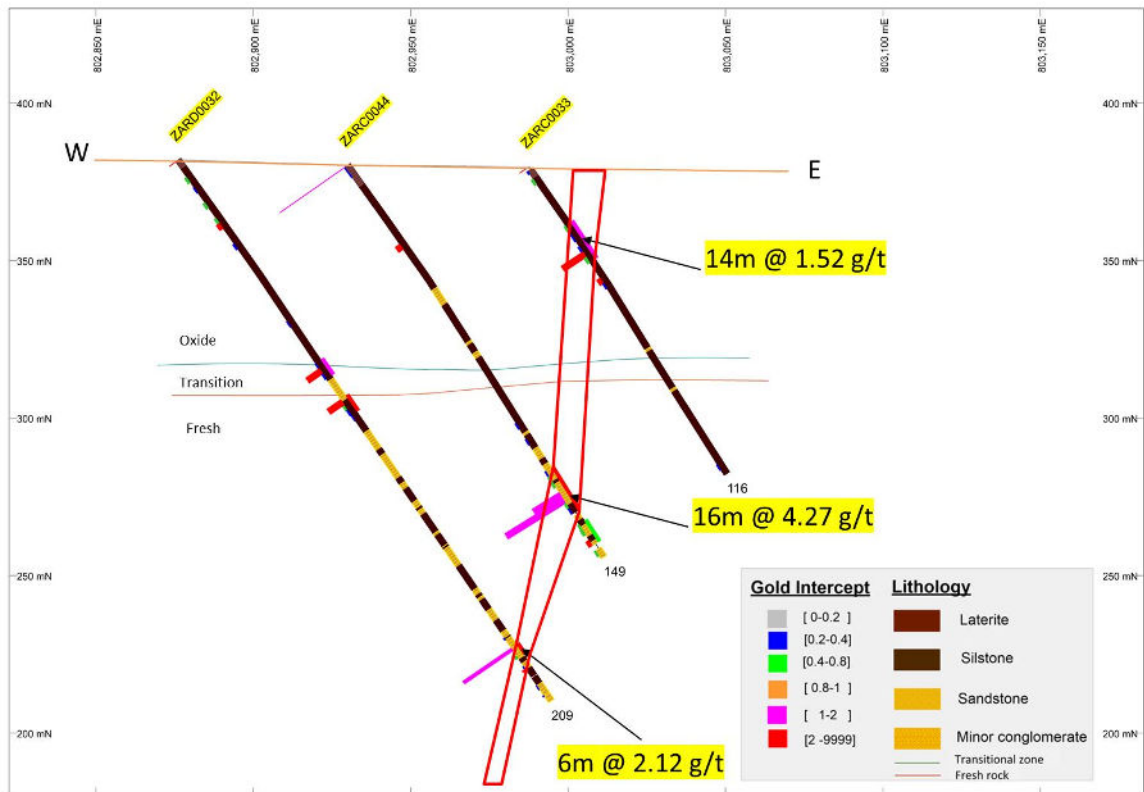 802,850 mE
802,900 mE
802,950 mE
803,000 mE
803,050 mE
803,100 mE
803,150 mE
400 mN
400 mN
ZARD0032
ZARC0044
ZARC0033
W
E
14m @ 1.52 g/t
350 mN
350 mN
Oxide
Transition
Fresh
300 mN
300 mN
116
16m @ 4.27 g/t
149
250 mN
250 mN
209
6m @ 2.12 g/t
200 mN
200 mN
Gold Intercept
[ 0-0.2 ]
[0.2-0.4]
[0.4-0.8]
[ 0.8-1 ]
[ 1-2 ]
[2 -9999]
Lithology
Laterite
Silstone
Sandstone
Minor conglomerate
Transitional zone
Fresh rock